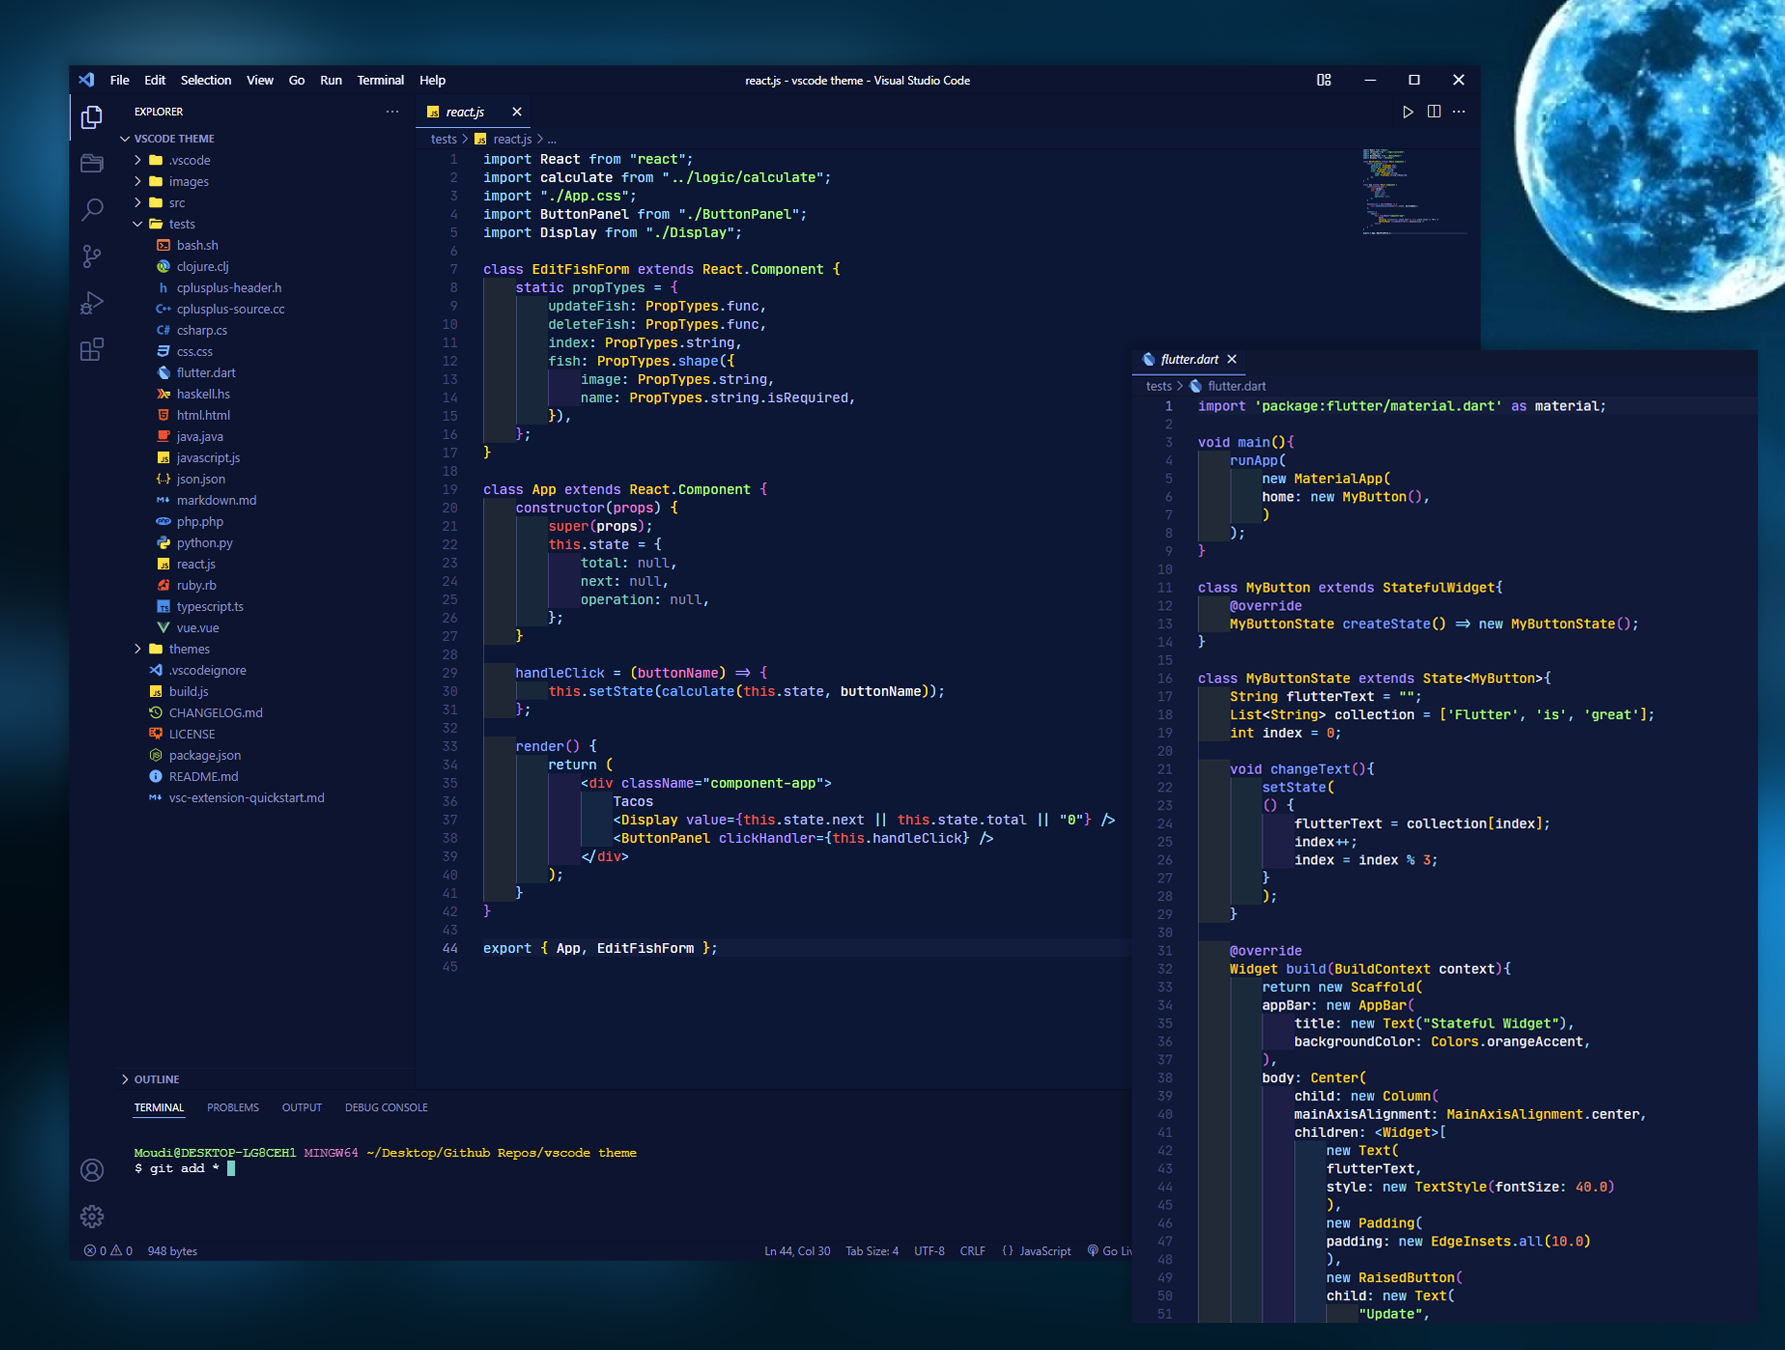 File Edit Selection View Go Run Terminal Help
react.js - vscode theme - Visual Studio Code
EXPLORER
VSCODE THEME
.vscode
images
src
tests
bash.sh
clojure.clj
h cplusplus-header.h
C++ cplusplus-source.cc
C# csharp.cs
css.css
flutter.dart
haskell.hs
html.html
java.java
JS javascript.js
{..} json.json
M↓ markdown.md
php php.php
python.py
JS react.js
ruby.rb
TS typescript.ts
vue.vue
themes
.vscodeignore
JS build.js
CHANGELOG.md
LICENSE
package.json
README.md
M↓ vsc-extension-quickstart.md
OUTLINE
JS react.js
tests > JS react.js > ...
1 import React from "react";
2 import calculate from "../logic/calculate";
3 import "./App.css";
4 import ButtonPanel from "./ButtonPanel";
5 import Display from "./Display";
6
7 class EditFishForm extends React.Component {
8 static propTypes = {
9 updateFish: PropTypes.func,
10 deleteFish: PropTypes.func,
11 index: PropTypes.string,
12 fish: PropTypes.shape({
13 image: PropTypes.string,
14 name: PropTypes.string.isRequired,
15 }),
16 };
17 }
18
19 class App extends React.Component {
20 constructor(props) {
21 super(props);
22 this.state = {
23 total: null,
24 next: null,
25 operation: null,
26 };
27 }
28
29 handleClick = (buttonName) => {
30 this.setState(calculate(this.state, buttonName));
31 };
32
33 render() {
34 return (
35 <div className="component-app">
36 Tacos
37 <Display value={this.state.next || this.state.total || "0"} />
38 <ButtonPanel clickHandler={this.handleClick} />
39 </div>
40 );
41 }
42 }
43
44 export { App, EditFishForm };
45
TERMINAL PROBLEMS OUTPUT DEBUG CONSOLE
Moudi@DESKTOP-LG8CEH1 MINGW64 ~/Desktop/Github Repos/vscode theme
$ git add *
0 0 948 bytes
Ln 44, Col 30 Tab Size: 4 UTF-8 CRLF {} JavaScript Go Liv
flutter.dart
tests > flutter.dart
1 import 'package:flutter/material.dart' as material;
2
3 void main(){
4 runApp(
5 new MaterialApp(
6 home: new MyButton(),
7 )
8 );
9 }
10
11 class MyButton extends StatefulWidget{
12 @override
13 MyButtonState createState() => new MyButtonState();
14 }
15
16 class MyButtonState extends State<MyButton>{
17 String flutterText = "";
18 List<String> collection = ['Flutter', 'is', 'great'];
19 int index = 0;
20
21 void changeText(){
22 setState(
23 () {
24 flutterText = collection[index];
25 index++;
26 index = index % 3;
27 }
28 );
29 }
30
31 @override
32 Widget build(BuildContext context){
33 return new Scaffold(
34 appBar: new AppBar(
35 title: new Text("Stateful Widget"),
36 backgroundColor: Colors.orangeAccent,
37 ),
38 body: Center(
39 child: new Column(
40 mainAxisAlignment: MainAxisAlignment.center,
41 children: <Widget>[
42 new Text(
43 flutterText,
44 style: new TextStyle(fontSize: 40.0)
45 ),
46 new Padding(
47 padding: new EdgeInsets.all(10.0)
48 ),
49 new RaisedButton(
50 child: new Text(
51 "Update",